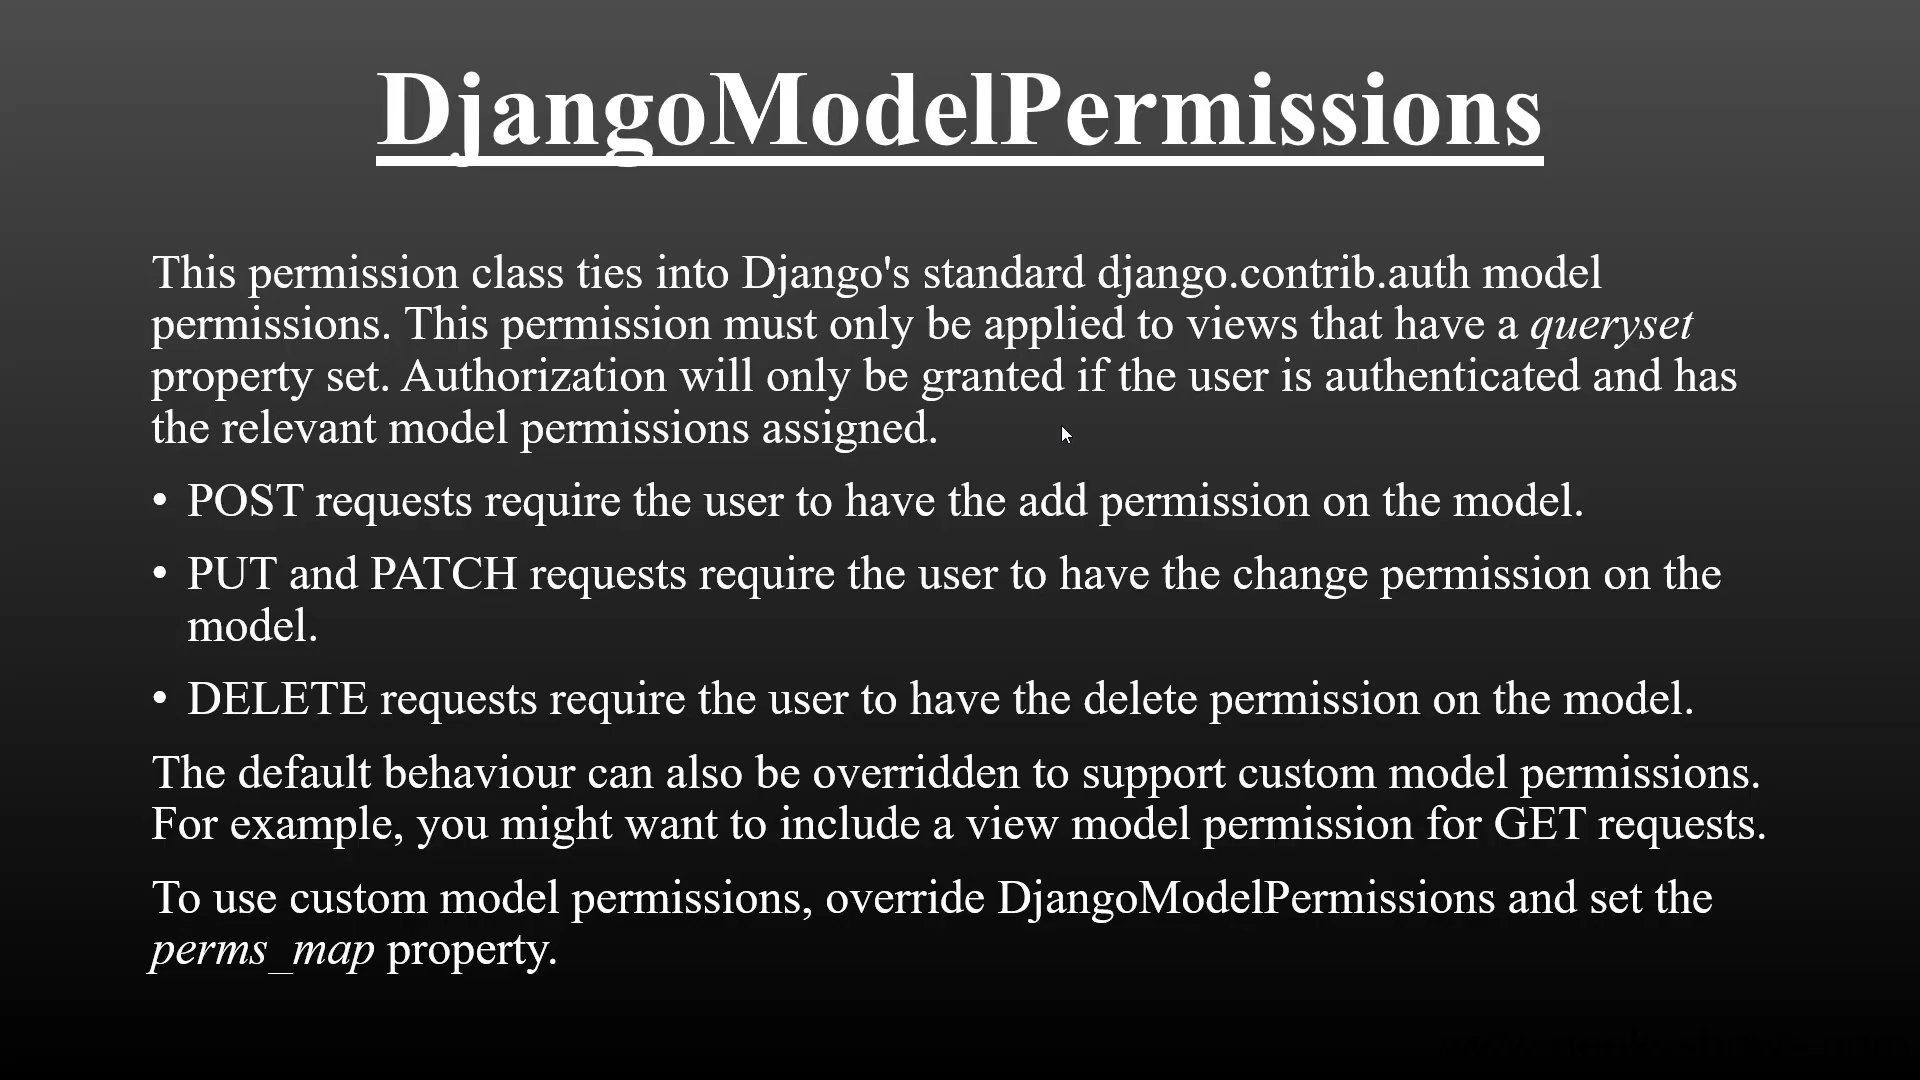 DjangoModelPermissions
This permission class ties into Django's standard django.contrib.auth model
permissions. This permission must only be applied to views that have a queryset
property set. Authorization will only be granted if the user is authenticated and has
the relevant model permissions assigned.
• POST requests require the user to have the add permission on the model.
• PUT and PATCH requests require the user to have the change permission on the
model.
• DELETE requests require the user to have the delete permission on the model.
The default behaviour can also be overridden to support custom model permissions.
For example, you might want to include a view model permission for GET requests.
To use custom model permissions, override DjangoModelPermissions and set the
perms_map property.